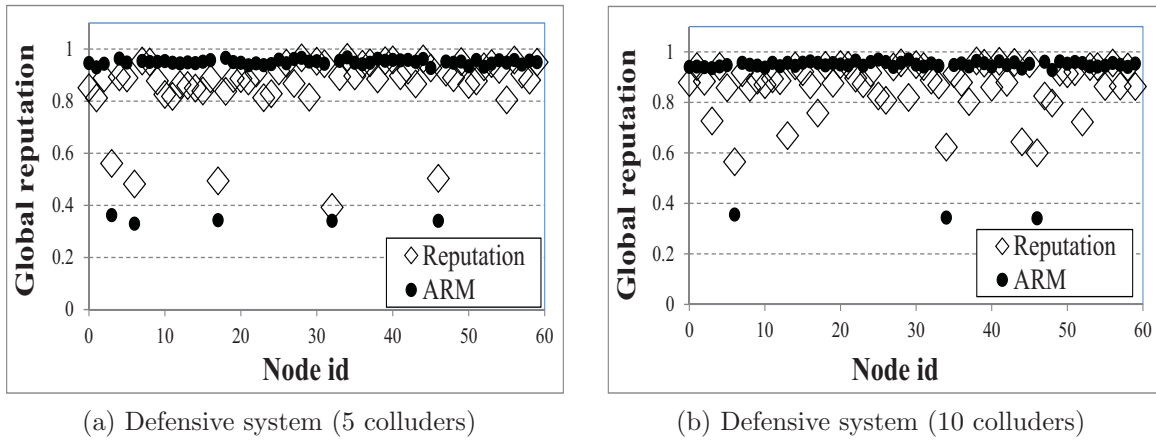 Global reputation
1
0.8
0.6
0.4
0.2
0
Reputation
ARM
0 10 20 30 40 50 60
Node id
(a) Defensive system (5 colluders)
Global reputation
1
0.8
0.6
0.4
0.2
0
Reputation
ARM
0 10 20 30 40 50 60
Node id
(b) Defensive system (10 colluders)